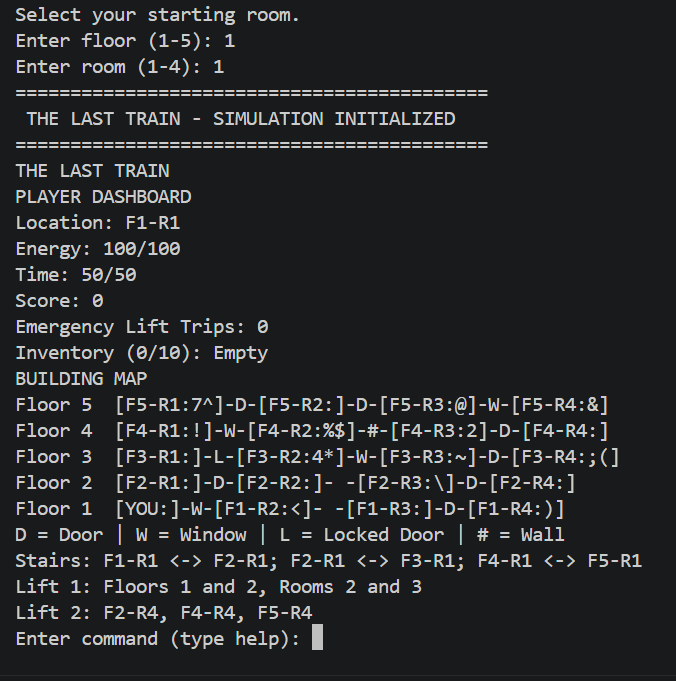 Select your starting room.
Enter floor (1-5): 1
Enter room (1-4): 1
===========================================
 THE LAST TRAIN - SIMULATION INITIALIZED
===========================================
THE LAST TRAIN
PLAYER DASHBOARD
Location: F1-R1
Energy: 100/100
Time: 50/50
Score: 0
Emergency Lift Trips: 0
Inventory (0/10): Empty
BUILDING MAP
Floor 5  [F5-R1:7^]-D-[F5-R2:]-D-[F5-R3:@]-W-[F5-R4:&]
Floor 4  [F4-R1:!]-W-[F4-R2:%$]-#-[F4-R3:2]-D-[F4-R4:]
Floor 3  [F3-R1:]-L-[F3-R2:4*]-W-[F3-R3:~]-D-[F3-R4:;(]
Floor 2  [F2-R1:]-D-[F2-R2:]- -[F2-R3:\]-D-[F2-R4:]
Floor 1  [YOU:]-W-[F1-R2:<]- -[F1-R3:]-D-[F1-R4:)]
D = Door | W = Window | L = Locked Door | # = Wall
Stairs: F1-R1 <-> F2-R1; F2-R1 <-> F3-R1; F4-R1 <-> F5-R1
Lift 1: Floors 1 and 2, Rooms 2 and 3
Lift 2: F2-R4, F4-R4, F5-R4
Enter command (type help):